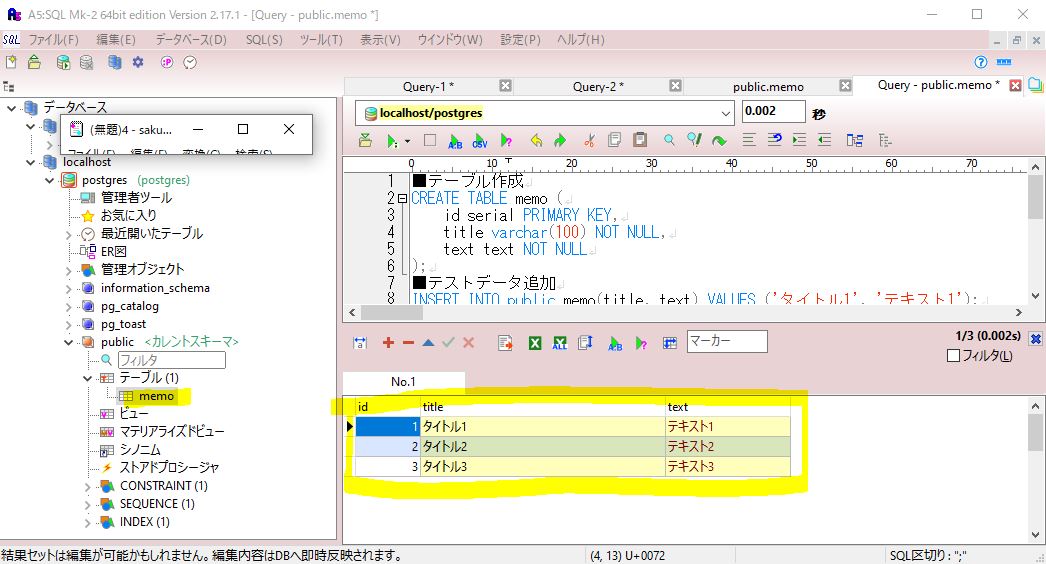 A5:SQL Mk-2 64bit edition Version 2.17.1 - [Query - public.memo *]
SQL ファイル(F) 編集(E) データベース(D) SQL(S) ツール(T) 表示(V) ウインドウ(W) 設定(P) ヘルプ(H)
データベース
(無題)4 - saku...
localhost
postgres (postgres)
管理者ツール
お気に入り
最近開いたテーブル
ER図
管理オブジェクト
information_schema
pg_catalog
pg_toast
public <カレントスキーマ>
フィルタ
テーブル (1)
memo
ビュー
マテリアライズドビュー
シノニム
ストアドプロシージャ
CONSTRAINT (1)
SEQUENCE (1)
INDEX (1)
Query-1 * Query-2 * public.memo Query - public.memo *
localhost/postgres 0.002 秒
0 10 20 30 40 50 60 70
1 ■テーブル作成
2 CREATE TABLE memo (
3 id serial PRIMARY KEY,
4 title varchar(100) NOT NULL,
5 text text NOT NULL
6 );
7 ■テストデータ追加
8 INSERT INTO public.memo(title, text) VALUES ('タイトル1', 'テキスト1');
マーカー 1/3 (0.002s)
フィルタ(L)
No.1
id title text
1 タイトル1 テキスト1
2 タイトル2 テキスト2
3 タイトル3 テキスト3
結果セットは編集が可能かもしれません。編集内容はDBへ即時反映されます。 (4, 13) U+0072 SQL区切り: ";"